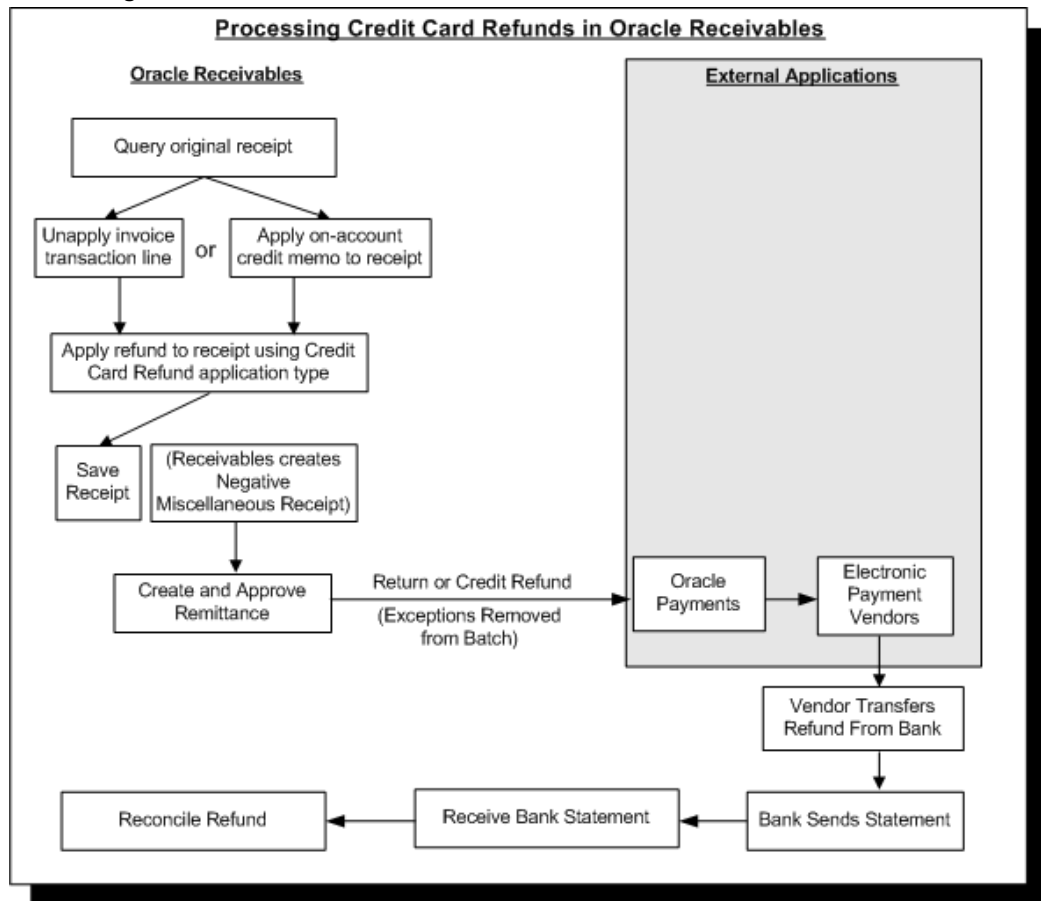 Processing Credit Card Refunds in Oracle Receivables
Oracle Receivables
External Applications
Query original receipt
Unapply invoice
transaction line
or
Apply on-account
credit memo to receipt
Apply refund to receipt using Credit
Card Refund application type
Save
Receipt
(Receivables creates
Negative
Miscellaneous Receipt)
Create and Approve
Remittance
Return or Credit Refund
(Exceptions Removed
from Batch)
Oracle
Payments
Electronic
Payment
Vendors
Vendor Transfers
Refund From Bank
Bank Sends Statement
Receive Bank Statement
Reconcile Refund